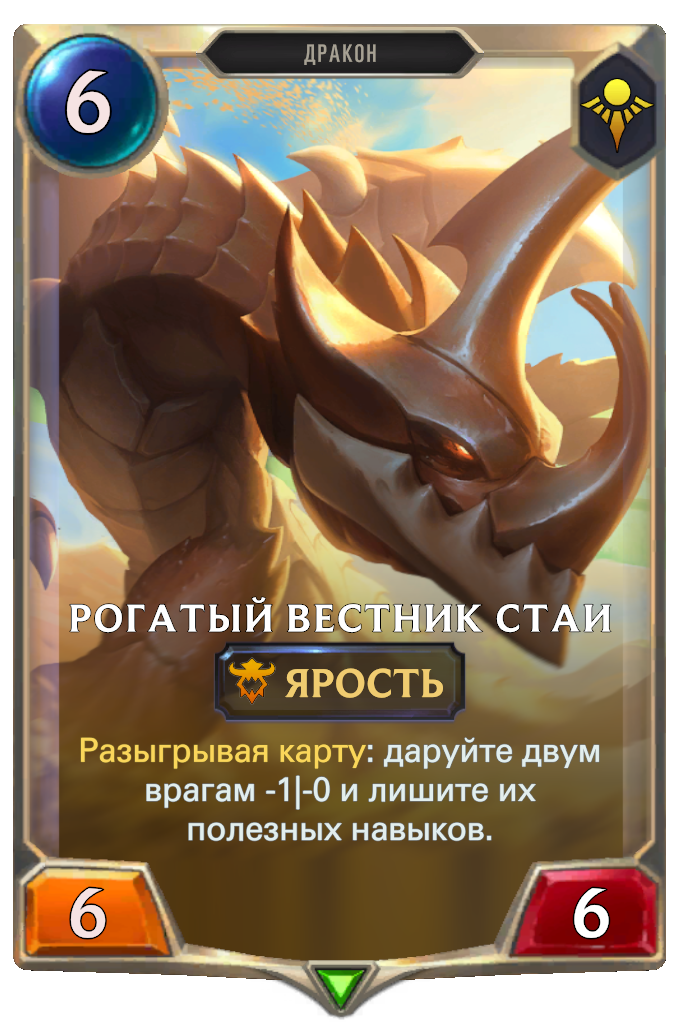 ДРАКОН
6
РОГАТЫЙ ВЕСТНИК СТАИ
ЯРОСТЬ
Разыгрывая карту: даруйте двум
врагам -1|-0 и лишите их
полезных навыков.
6
6